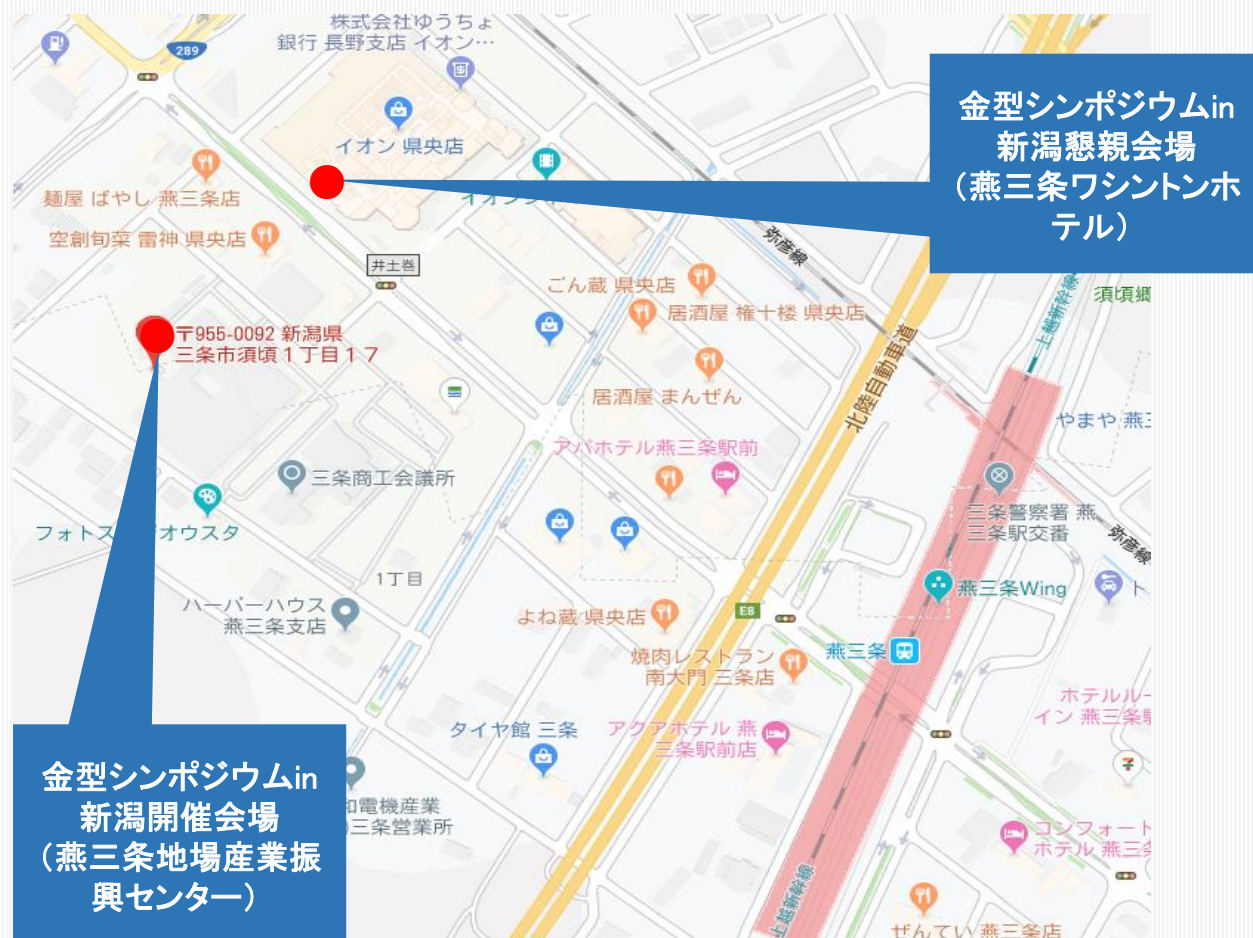 株式会社ゆうちょ
銀行 長野支店 イオン…
289
イオン 県央店
麺屋 ばやし 燕三条店
空創旬菜 雷神 県央店
井土巻
〒955-0092 新潟県
三条市須頃１丁目１７
金型シンポジウムin
新潟懇親会場
（燕三条ワシントンホ
テル）
弥彦線
須頃郷
上越新幹線
ごん蔵 県央店
居酒屋 権十楼 県央店
居酒屋 まんぜん
北陸自動車道
やまや 燕三
アパホテル燕三条駅前
三条商工会議所
三条警察署 燕
三条駅交番
弥彦線
フォトス
オウスタ
1丁目
ハーバーハウス
燕三条支店
燕三条Wing
よね蔵 県央店
E8
燕三条
焼肉レストラン
南大門 三条店
ホテルルー
イン 燕三条駅
タイヤ館 三条
アクアホテル 燕
三条駅前店
金型シンポジウムin
新潟開催会場
（燕三条地場産業振
興センター）
和電機産業
三条営業所
コンフォート
ホテル 燕三条
上越新幹線
ぜんてい 燕三条店